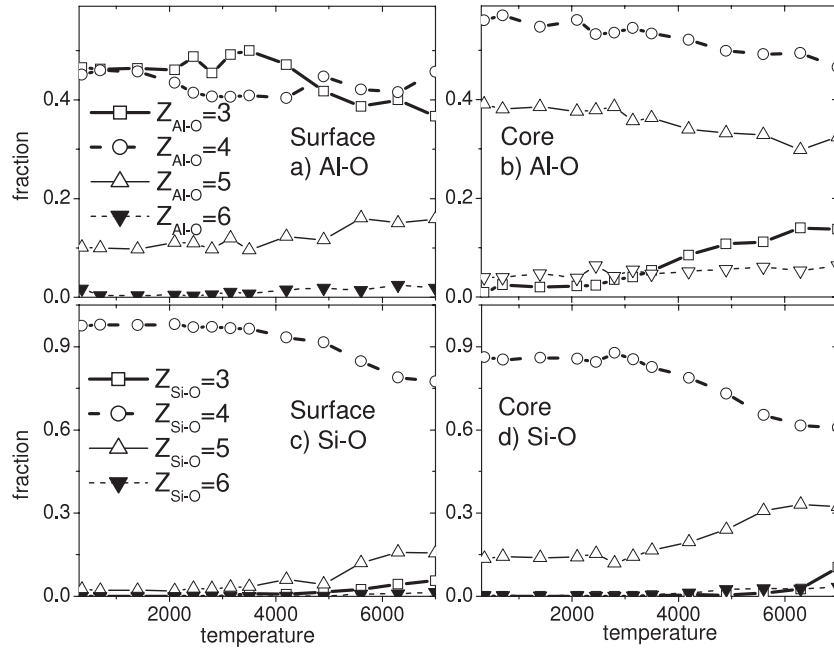 0.4
0.2
0.0
fraction
Z_Al-O=3
Z_Al-O=4
Z_Al-O=5
Z_Al-O=6
Surface
a) Al-O
Core
b) Al-O
0.9
0.6
0.3
0.0
fraction
Z_Si-O=3
Z_Si-O=4
Z_Si-O=5
Z_Si-O=6
Surface
c) Si-O
Core
d) Si-O
0.4
0.2
0.0
0.9
0.6
0.3
0.0
2000 4000 6000
temperature
2000 4000 6000
temperature